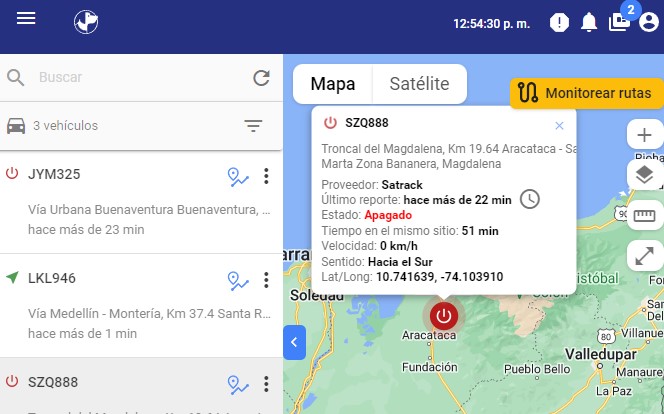 12:54:30 p. m.
2
Buscar
3 vehículos
JYM325
Vía Urbana Buenaventura Buenaventura, ...
hace más de 23 min
LKL946
Vía Medellín - Montería, Km 37.4 Santa R...
hace más de 1 min
SZQ888
Mapa
Satélite
Monitorear rutas
SZQ888
Troncal del Magdalena, Km 19.64 Aracataca - Sa
Marta Zona Bananera, Magdalena
Proveedor: Satrack
Último reporte: hace más de 22 min
Estado: Apagado
Tiempo en el mismo sitio: 51 min
Velocidad: 0 km/h
Sentido: Hacia el Sur
Lat/Long: 10.741639, -74.103910
Soledad
Aracataca
Fundación
Pueblo Bello
Valledupar
La Paz
80
80